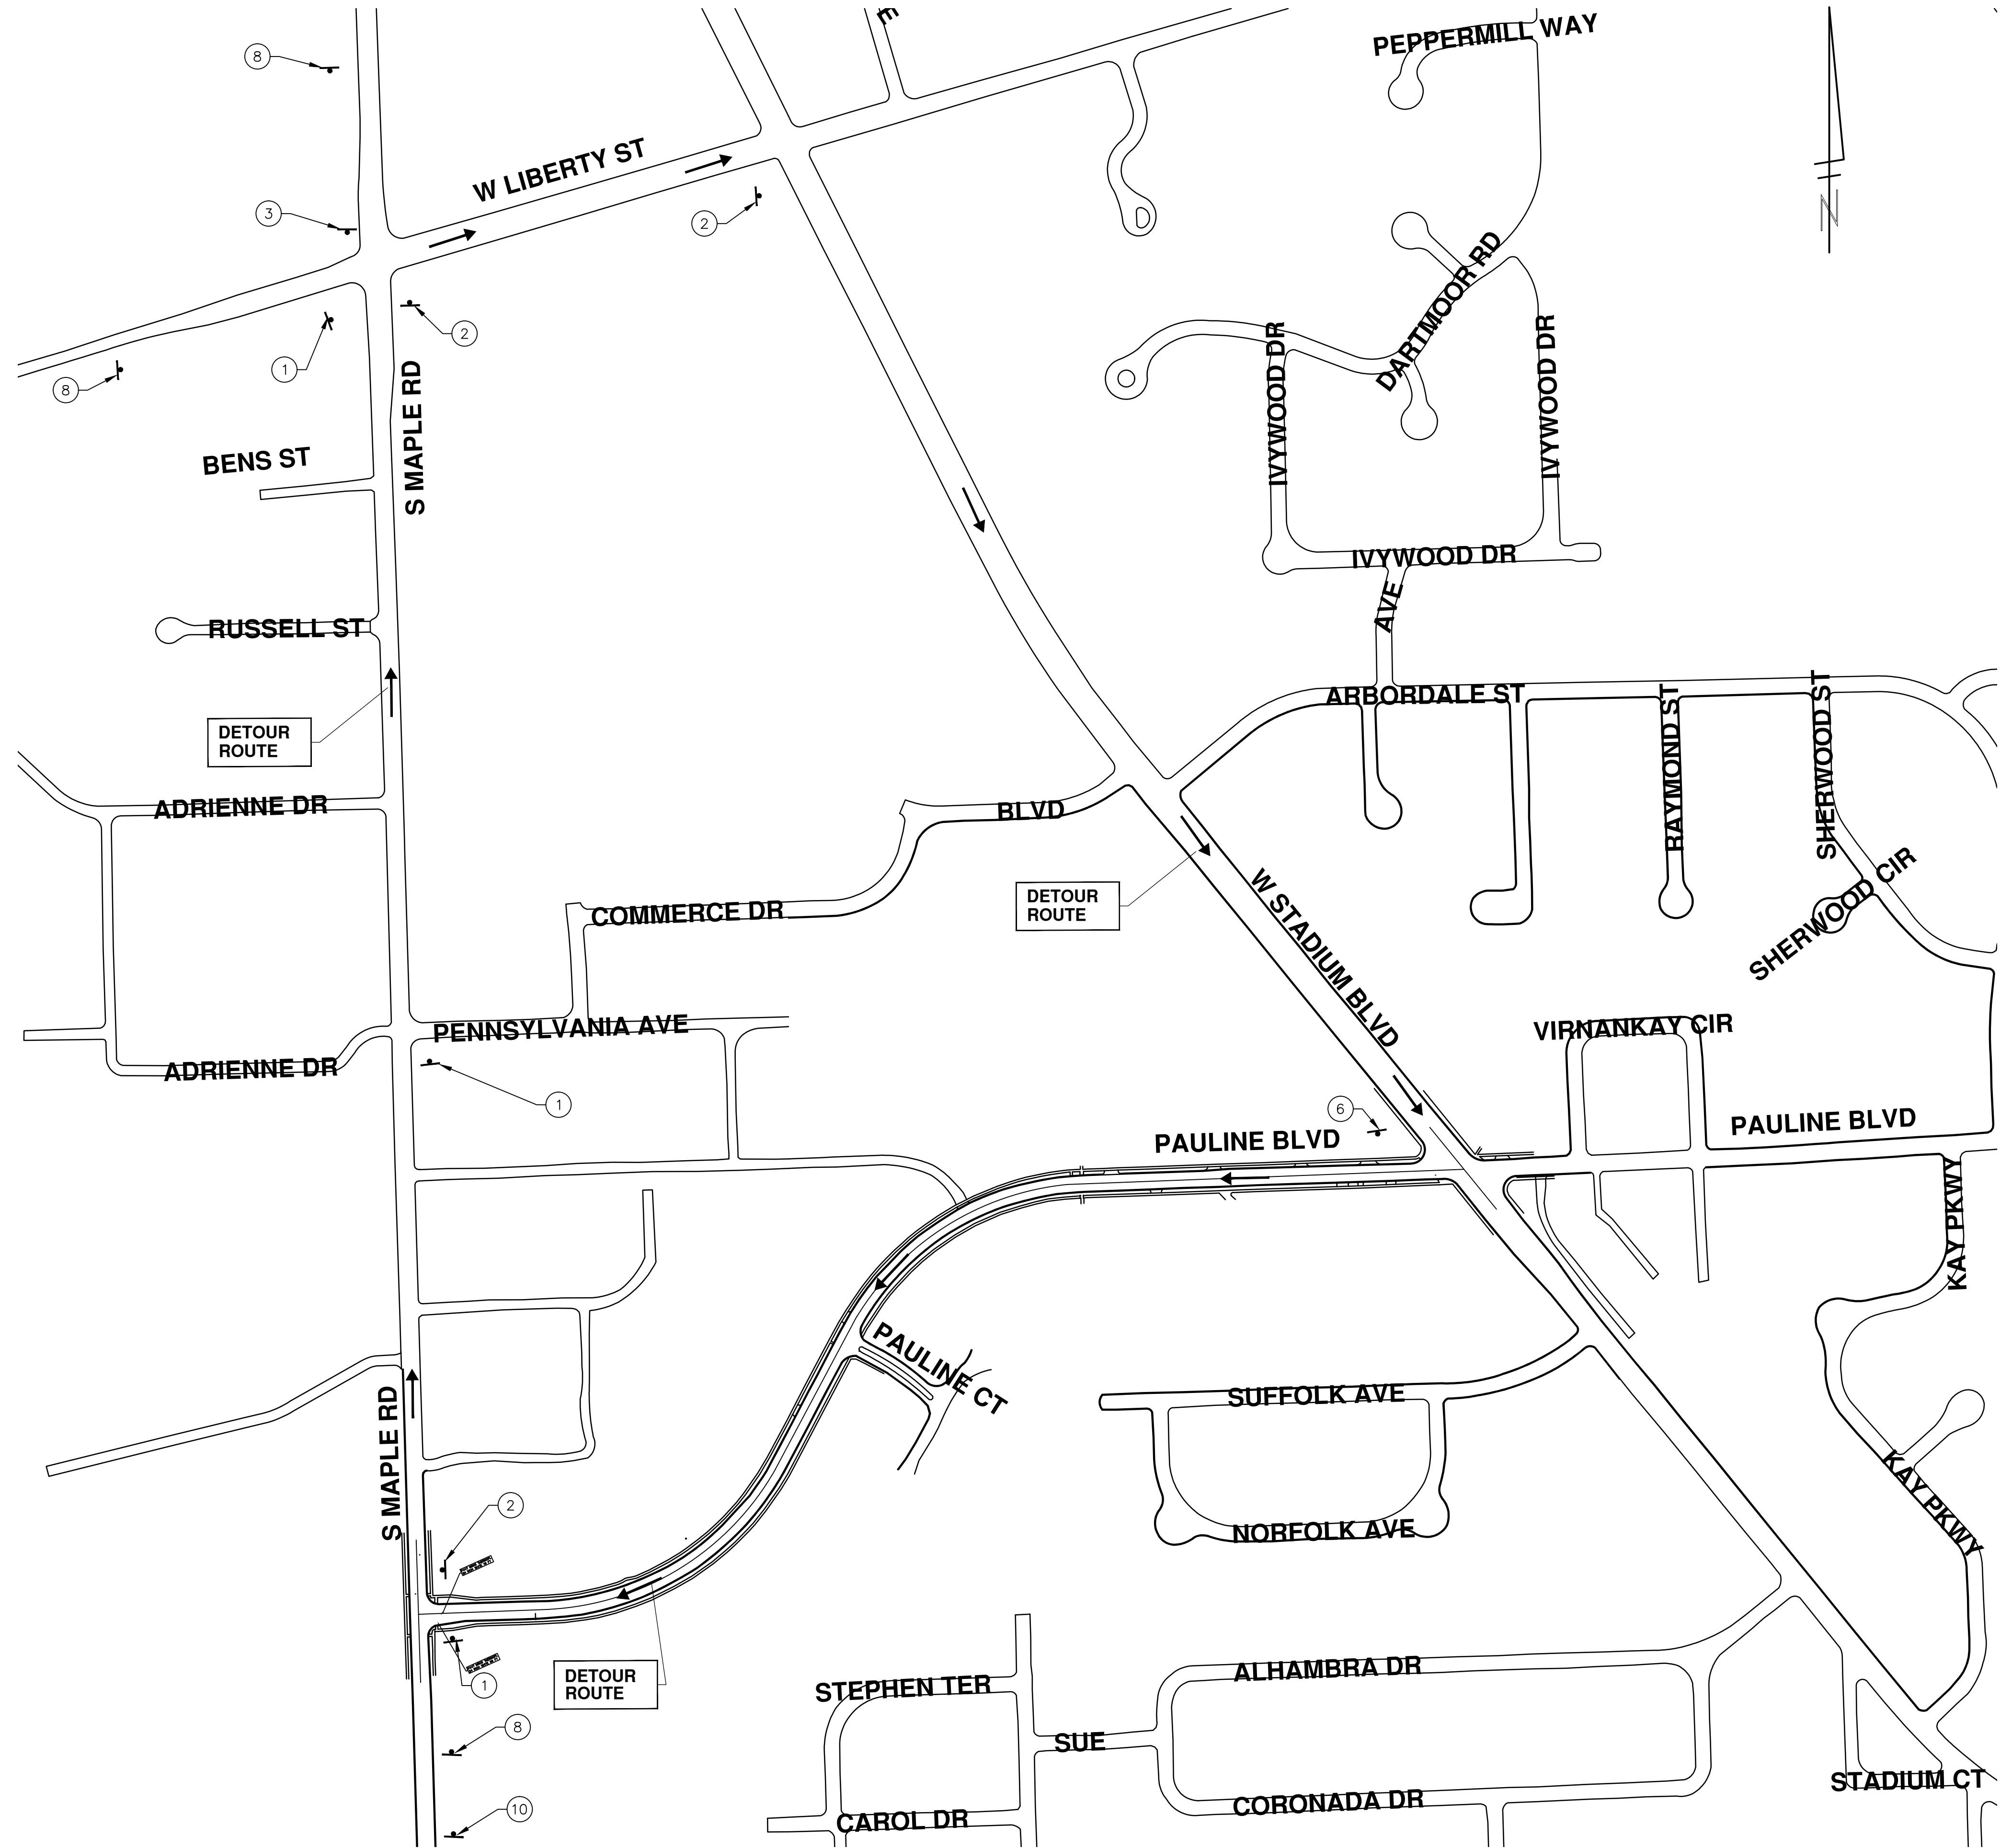 E
PEPPERMILL WAY
8
W LIBERTY ST
3
2
N
DARTMOOR RD
2
1
8
IVYWOOD DR
IVYWOOD DR
S MAPLE RD
BENS ST
IVYWOOD DR
AVE
RUSSELL ST
ARBORDALE ST
RAYMOND ST
SHERWOOD ST
DETOUR
ROUTE
ADRIENNE DR
BLVD
SHERWOOD CIR
DETOUR
ROUTE
W STADIUM BLVD
COMMERCE DR
PENNSYLVANIA AVE
VIRNANKAY CIR
ADRIENNE DR
1
6
PAULINE BLVD
PAULINE BLVD
KAY PKWY
PAULINE CT
SUFFOLK AVE
S MAPLE RD
2
NORFOLK AVE
KAY PKWY
1
DETOUR
ROUTE
STEPHEN TER
ALHAMBRA DR
8
SUE
STADIUM CT
10
CAROL DR
CORONADA DR